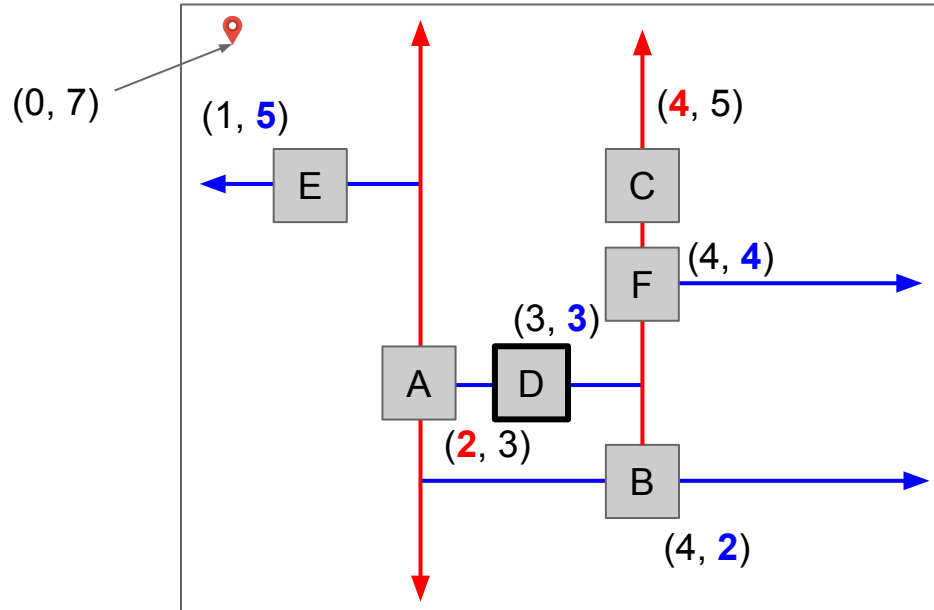 (0, 7)
(1, 5)
(4, 5)
E
C
F
(4, 4)
(3, 3)
A
D
(2, 3)
B
(4, 2)